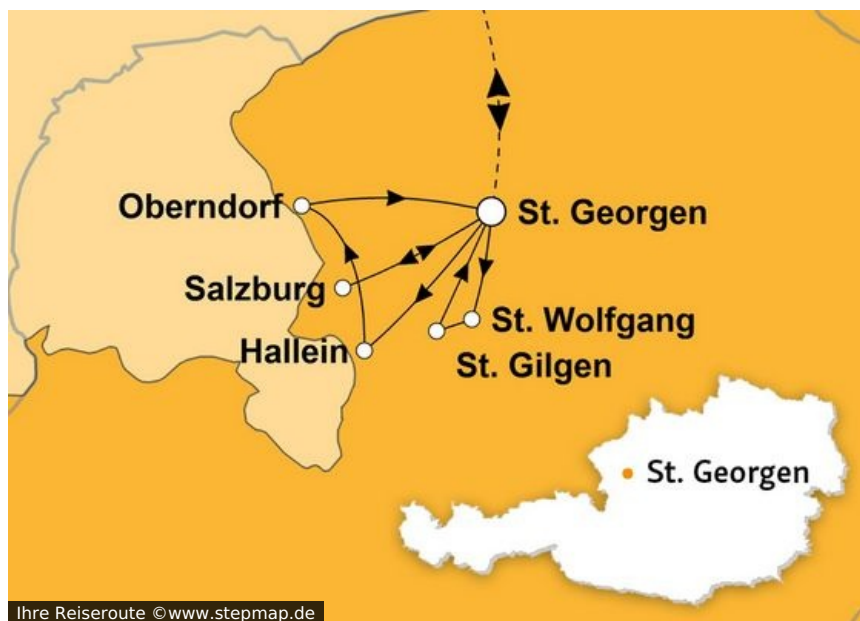 Oberndorf
St. Georgen
Salzburg
St. Wolfgang
Hallein
St. Gilgen
St. Georgen
Ihre Reiseroute ©www.stepmap.de